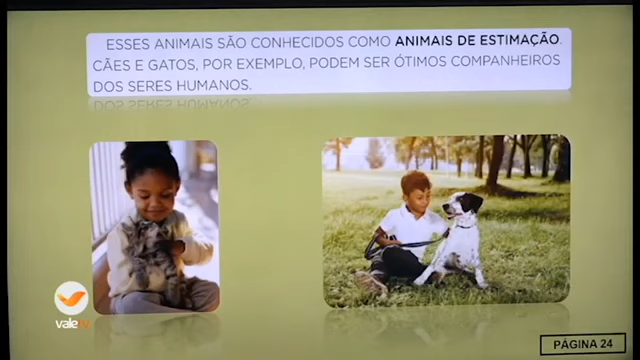 ESSES ANIMAIS SÃO CONHECIDOS COMO ANIMAIS DE ESTIMAÇÃO.
CÃES E GATOS, POR EXEMPLO, PODEM SER ÓTIMOS COMPANHEIROS
DOS SERES HUMANOS.
vale tv
PÁGINA 24